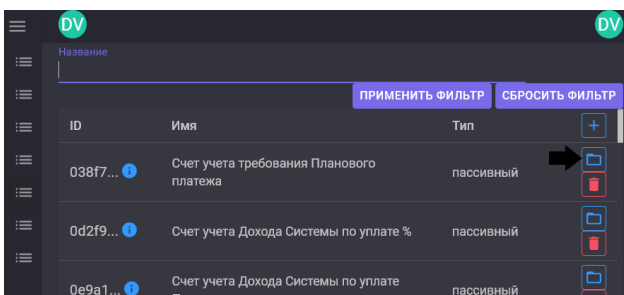 DV DV
Название
ПРИМЕНИТЬ ФИЛЬТР СБРОСИТЬ ФИЛЬТР
ID Имя Тип +
038f7... Счет учета требования Планового
платежа пассивный
0d2f9... Счет учета Дохода Системы по уплате % пассивный
0e9a1... Счет учета Дохода Системы по уплате
пассивный